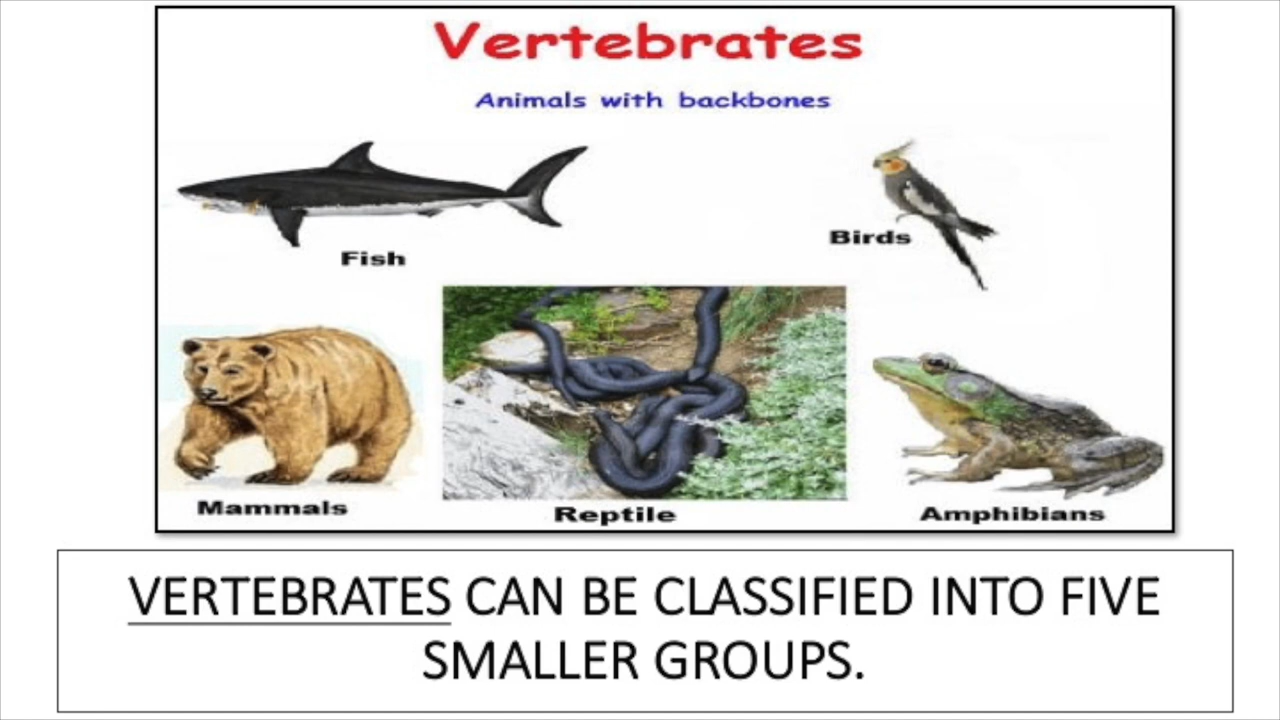 Vertebrates
Animals with backbones
Fish
Birds
Mammals
Reptile
Amphibians
VERTEBRATES CAN BE CLASSIFIED INTO FIVE
SMALLER GROUPS.